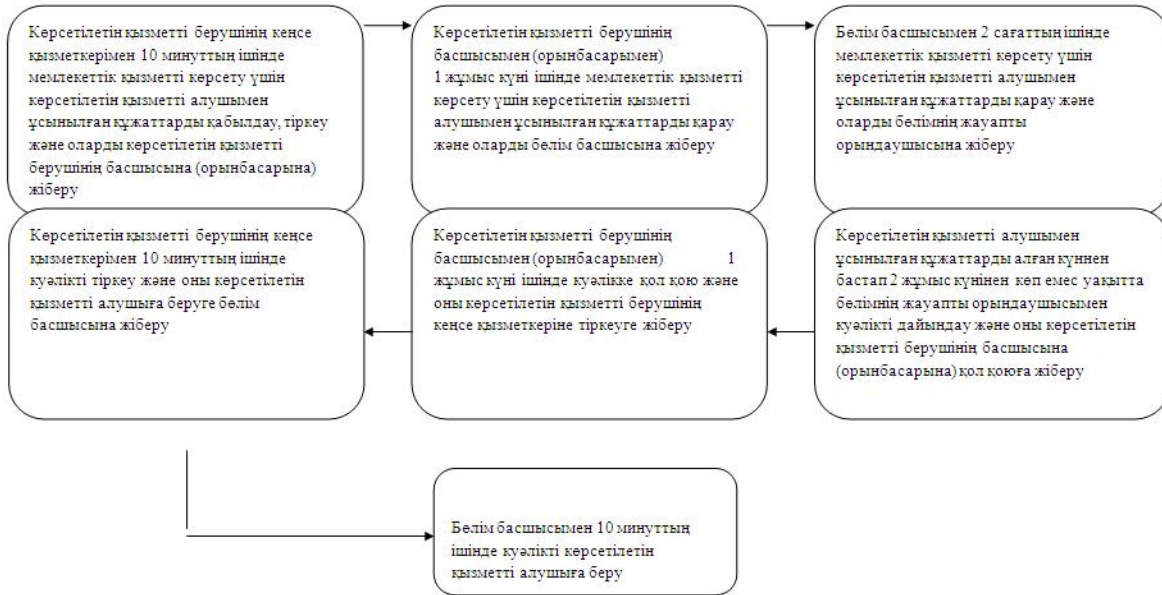 Көрсетілетін қызметті берушінің кеңсе
қызметкерімен 10 минуттың ішінде
мемлекеттік қызметті көрсету үшін
көрсетілетін қызметті алушымен
ұсынылған құжаттарды қабылдау, тіркеу
және оларды көрсетілетін қызметті
берушінің басшысына (орынбасарына)
жіберу
Көрсетілетін қызметті берушінің
басшысымен (орынбасарымен)
1 жұмыс күні ішінде мемлекеттік қызметті
көрсету үшін көрсетілетін қызметті
алушымен ұсынылған құжаттарды қарау
және оларды бөлім басшысына жіберу
Бөлім басшысымен 2 сағаттың ішінде
мемлекеттік қызметті көрсету үшін
көрсетілетін қызметті алушымен
ұсынылған құжаттарды қарау және
оларды бөлімнің жауапты
орындаушысына жіберу
Көрсетілетін қызметті алушымен
ұсынылған құжаттарды алған күннен
бастап 2 жұмыс күнінен көп емес уақытта
бөлімнің жауапты орындаушысымен
куәлікті дайындау және оны көрсетілетін
қызметті берушінің басшысына
(орынбасарына) қол қоюға жіберу
Көрсетілетін қызметті берушінің
басшысымен (орынбасарымен) 1
жұмыс күні ішінде куәлікке қол қою және
оны көрсетілетін қызметті берушінің
кеңсе қызметкеріне тіркеуге жіберу
Көрсетілетін қызметті берушінің кеңсе
қызметкерімен 10 минуттың ішінде
куәлікті тіркеу және оны көрсетілетін
қызметті алушыға беруге бөлім
басшысына жіберу
Бөлім басшысымен 10 минуттың
ішінде куәлікті көрсетілетін
қызметті алушыға беру